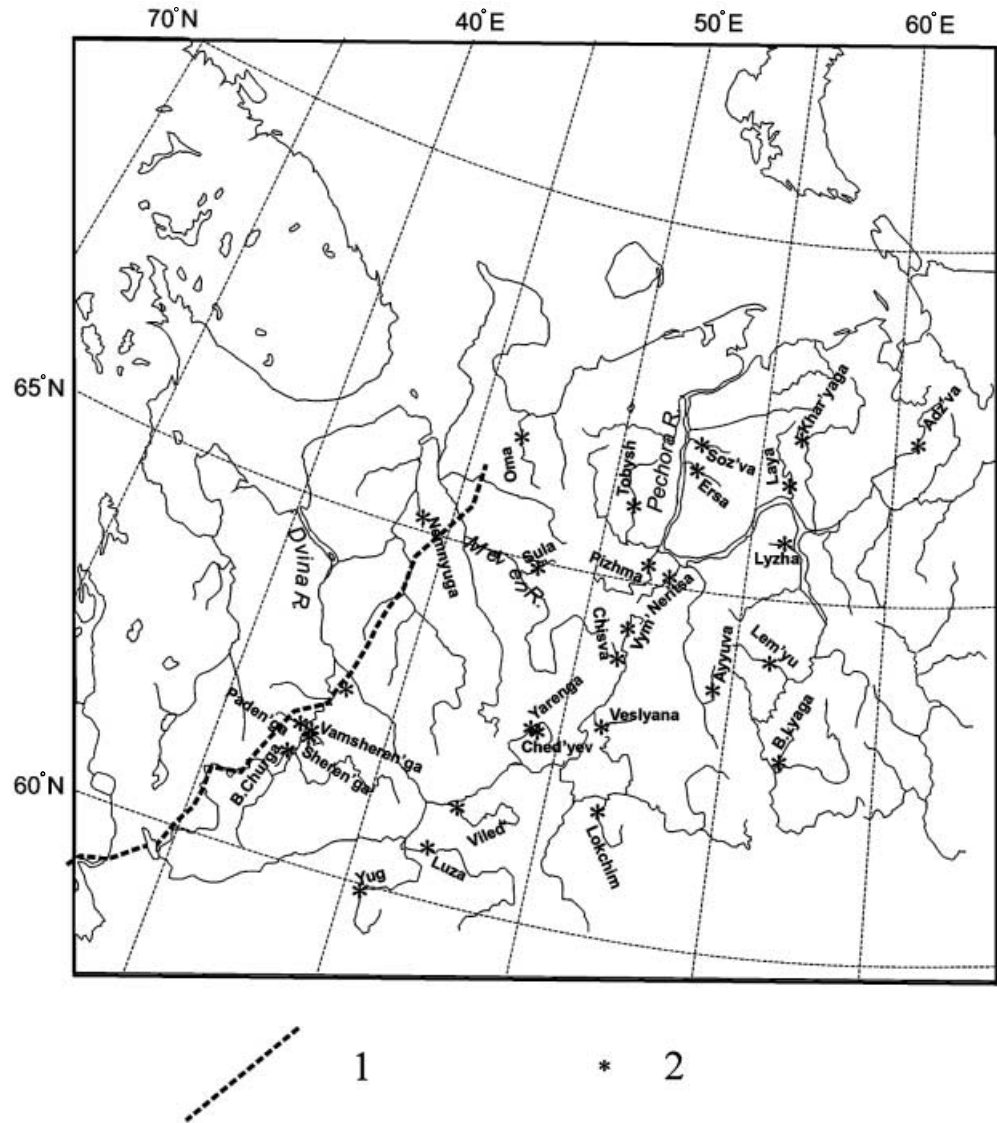 70°N
40°E
50°E
60°E
65°N
60°N
Oma
Tobysh
Pechora R.
Soz'va
Ersa
Laya
Khar'yaga
Adz'va
Dvina R.
Nemnyuga
Sula
Pizhma
Neritsa
Lyzha
Chisva
Vym'
Ayyuva
Lem'yu
Paden'ga
Vamsheren'ga
Sheren'ga
B.Churga
Yarenga
Ched'yev
Veslyana
B.Lyaga
Viled'
Luza
Lokchim
Yug
1
2